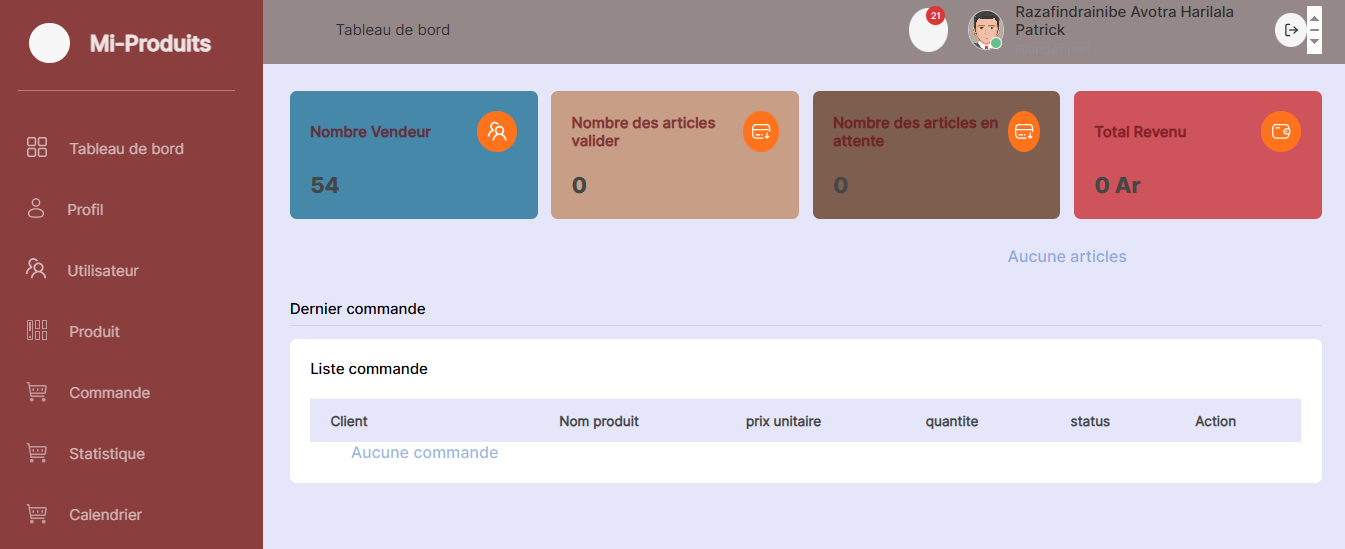 Mi-Produits
Tableau de bord
Profil
Utilisateur
Produit
Commande
Statistique
Calendrier
Tableau de bord
21
Razafindrainibe Avotra Harilala
Patrick
Nombre Vendeur
54
Nombre des articles
valider
0
Nombre des articles en
attente
0
Total Revenu
0 Ar
Aucune articles
Dernier commande
Liste commande
Client Nom produit prix unitaire quantite status Action
Aucune commande